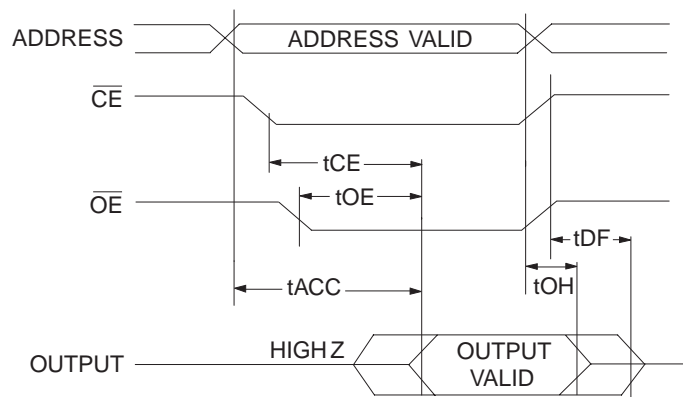 ADDRESS
ADDRESS VALID
CE
tCE
tOE
OE
tDF
tACC
tOH
HIGH Z
OUTPUT
OUTPUT
VALID